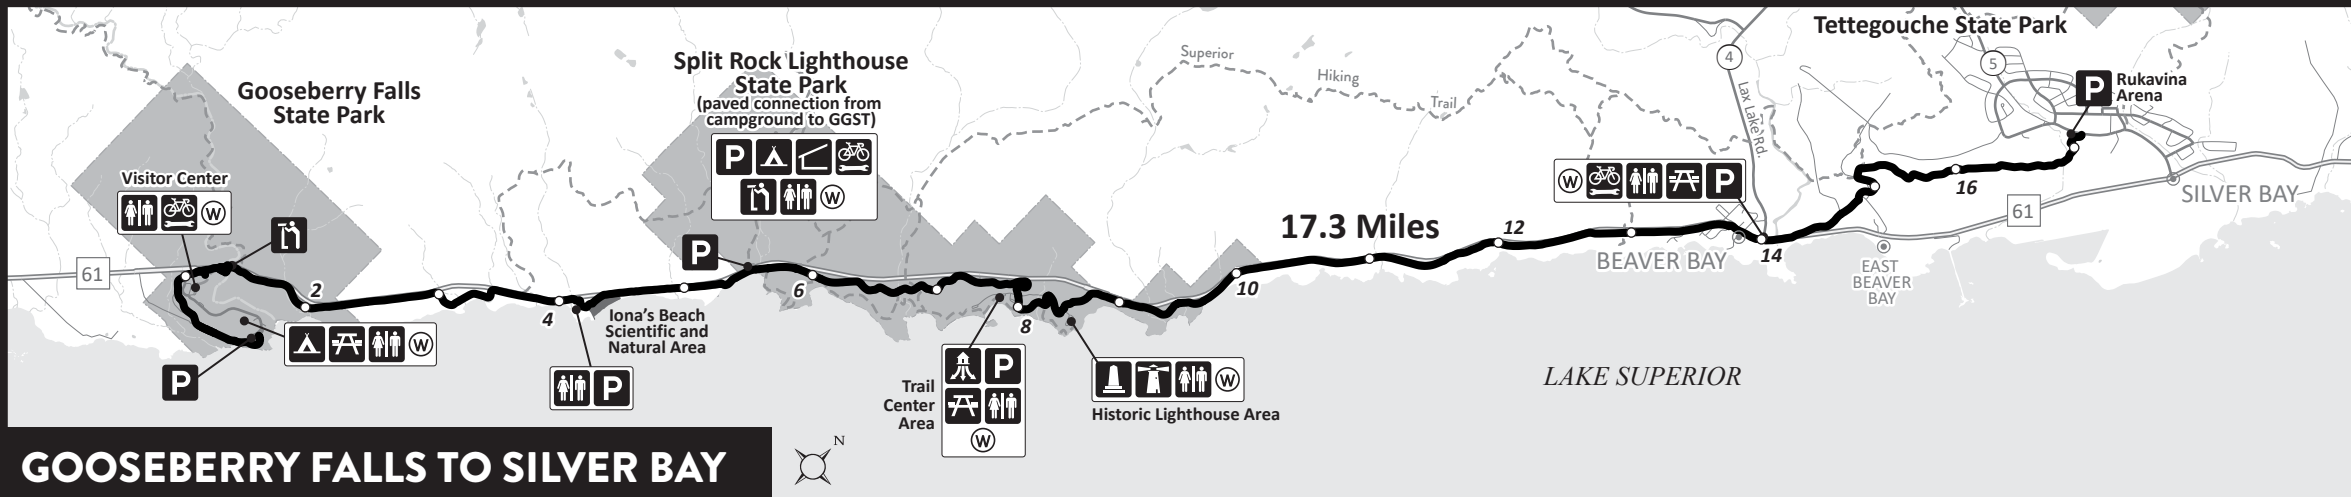 Tettegouche State Park
Superior
Hiking
Trail
4
Lax Lake Rd.
5
P
Rukavina
Arena
Split Rock Lighthouse
State Park
(paved connection from
campground to GGST)
P
W
Gooseberry Falls
State Park
Visitor Center
W
61
2
P
W
4
Iona's Beach
Scientific and
Natural Area
P
P
6
8
Trail
Center
Area
P
W
W
Historic Lighthouse Area
10
17.3 Miles
12
W
P
BEAVER BAY
14
EAST
BEAVER
BAY
16
61
SILVER BAY
LAKE SUPERIOR
N
GOOSEBERRY FALLS TO SILVER BAY